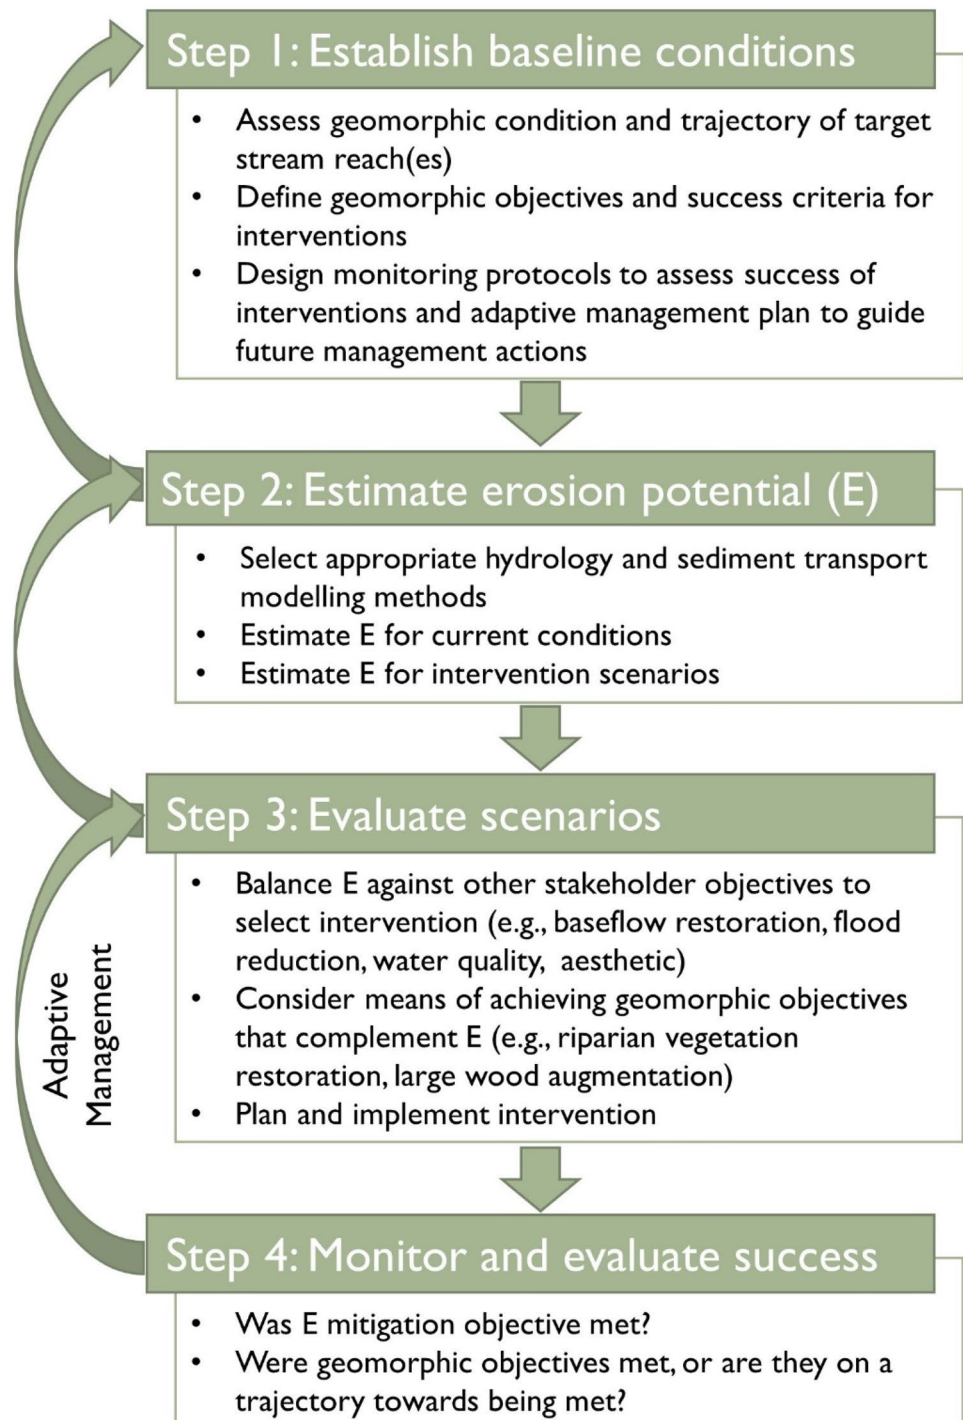 Step 1: Establish baseline conditions
• Assess geomorphic condition and trajectory of target
stream reach(es)
• Define geomorphic objectives and success criteria for
interventions
• Design monitoring protocols to assess success of
interventions and adaptive management plan to guide
future management actions
Step 2: Estimate erosion potential (E)
• Select appropriate hydrology and sediment transport
modelling methods
• Estimate E for current conditions
• Estimate E for intervention scenarios
Step 3: Evaluate scenarios
• Balance E against other stakeholder objectives to
select intervention (e.g., baseflow restoration, flood
reduction, water quality, aesthetic)
• Consider means of achieving geomorphic objectives
that complement E (e.g., riparian vegetation
restoration, large wood augmentation)
• Plan and implement intervention
Adaptive
Management
Step 4: Monitor and evaluate success
• Was E mitigation objective met?
• Were geomorphic objectives met, or are they on a
trajectory towards being met?